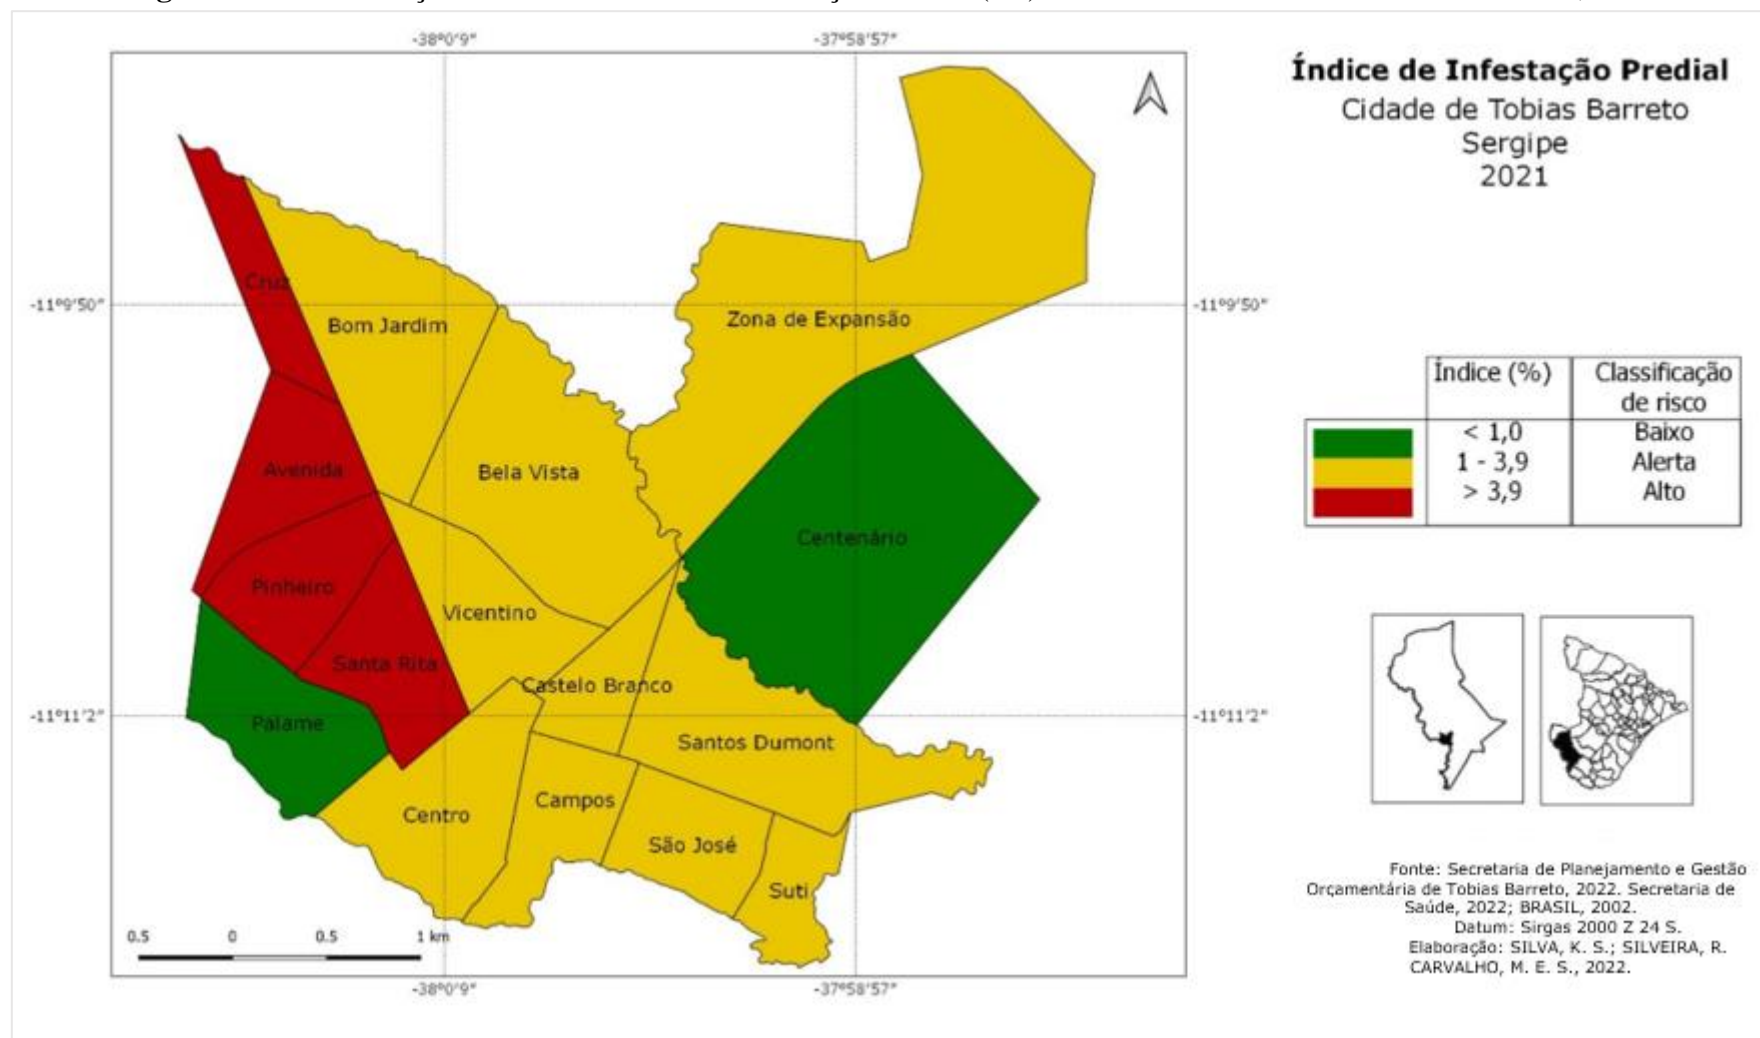 -38°0'9"
-37°58'57"
Índice de Infestação Predial
Cidade de Tobias Barreto
Sergipe
2021
-11°9'50"
Cruz
Bom Jardim
Zona de Expansão
-11°9'50"
Índice (%)
Classificação
de risco
< 1,0
Baixo
1 - 3,9
Alerta
> 3,9
Alto
Avenida
Bela Vista
Centenário
Pinheiro
Vicentino
Santa Rita
Castelo Branco
-11°11'2"
Palame
Santos Dumont
-11°11'2"
Centro
Campos
São José
Suti
0.5
0
0.5
1 km
-38°0'9"
-37°58'57"
Fonte: Secretaria de Planejamento e Gestão
Orçamentária de Tobias Barreto, 2022. Secretaria de
Saúde, 2022; BRASIL, 2002.
Datum: Sirgas 2000 Z 24 S.
Elaboração: SILVA, K. S.; SILVEIRA, R.
CARVALHO, M. E. S., 2022.